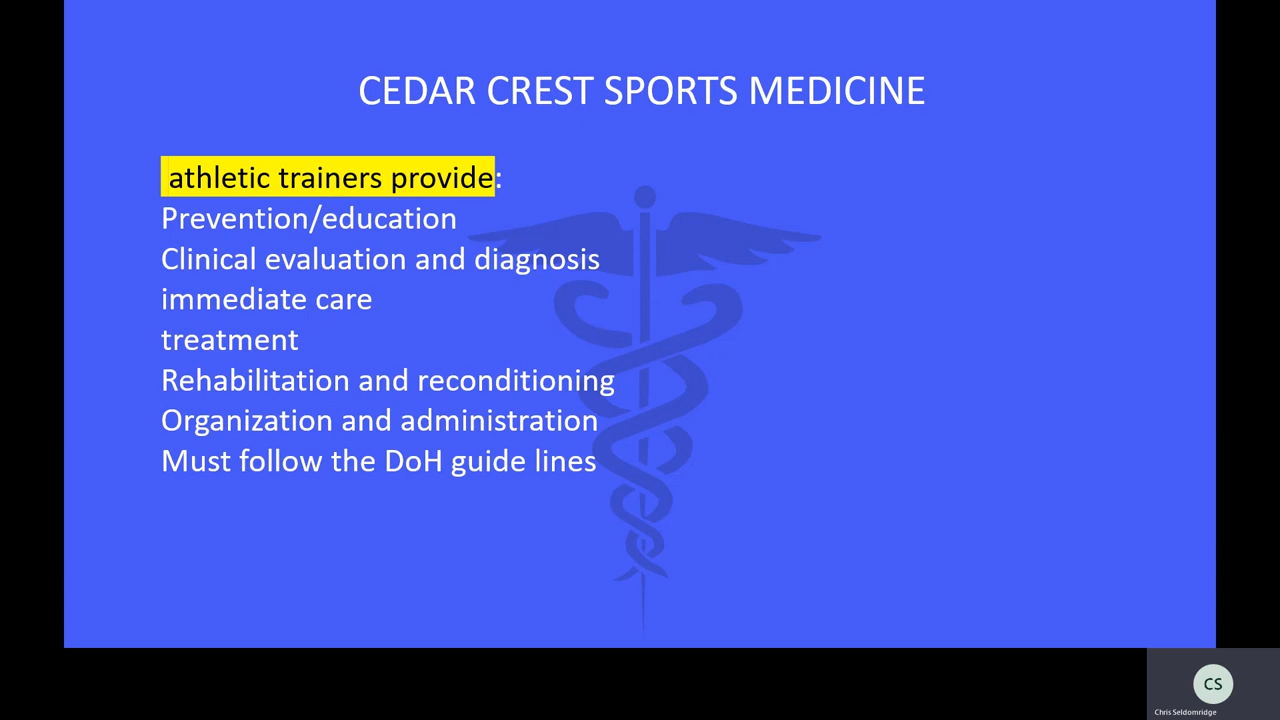 CEDAR CREST SPORTS MEDICINE
athletic trainers provide:
Prevention/education
Clinical evaluation and diagnosis
immediate care
treatment
Rehabilitation and reconditioning
Organization and administration
Must follow the DoH guide lines
CS
Chris Seldomridge